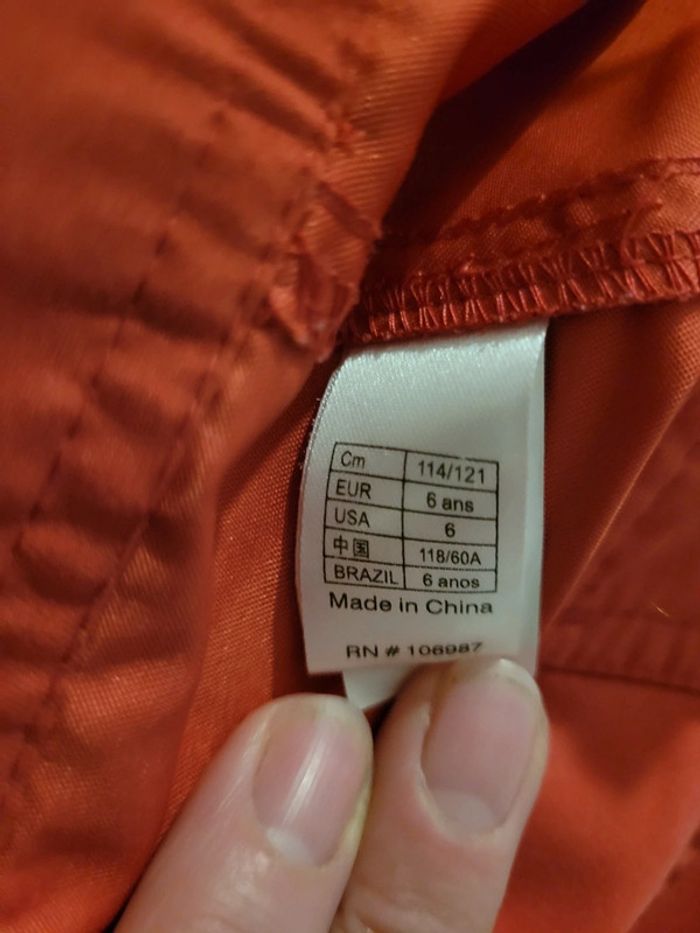 Cm 114/121
EUR 6 ans
USA 6
中国 118/60A
BRAZIL 6 anos
Made in China
RN # 106987